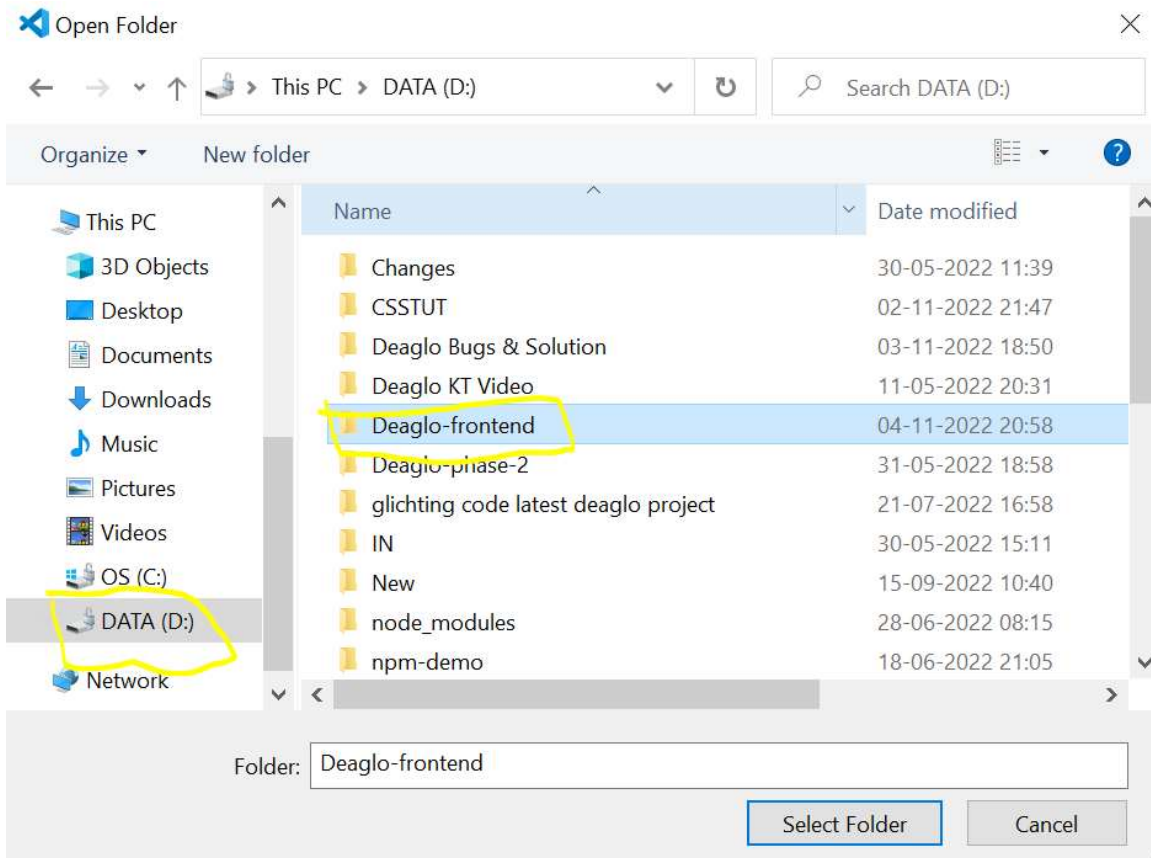 Open Folder
This PC > DATA (D:)
Search DATA (D:)
Organize
New folder
This PC
3D Objects
Desktop
Documents
Downloads
Music
Pictures
Videos
OS (C:)
DATA (D:)
Network
Name Date modified
Changes 30-05-2022 11:39
CSSTUT 02-11-2022 21:47
Deaglo Bugs & Solution 03-11-2022 18:50
Deaglo KT Video 11-05-2022 20:31
Deaglo-frontend 04-11-2022 20:58
Deaglo-phase-2 31-05-2022 18:58
glichting code latest deaglo project 21-07-2022 16:58
IN 30-05-2022 15:11
New 15-09-2022 10:40
node_modules 28-06-2022 08:15
npm-demo 18-06-2022 21:05
Folder: Deaglo-frontend
Select Folder Cancel